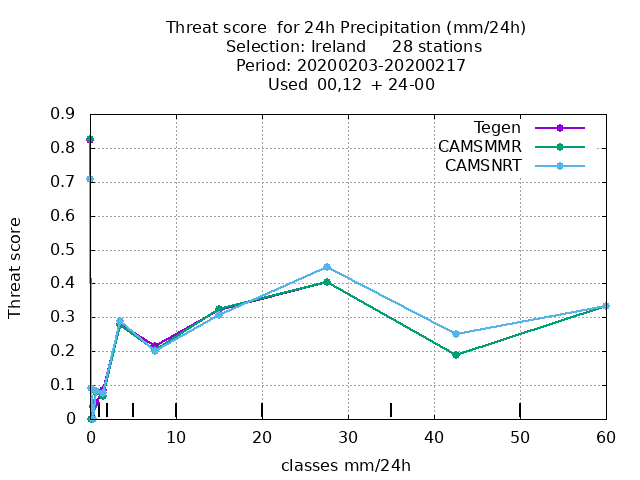 Threat score  for 24h Precipitation (mm/24h)
Selection: Ireland     28 stations
Period: 20200203-20200217
Used  00,12  + 24-00
Tegen
CAMSMMR
CAMSNRT
0.9
0.8
0.7
0.6
0.5
0.4
0.3
0.2
0.1
0
Threat score
0 10 20 30 40 50 60
classes mm/24h